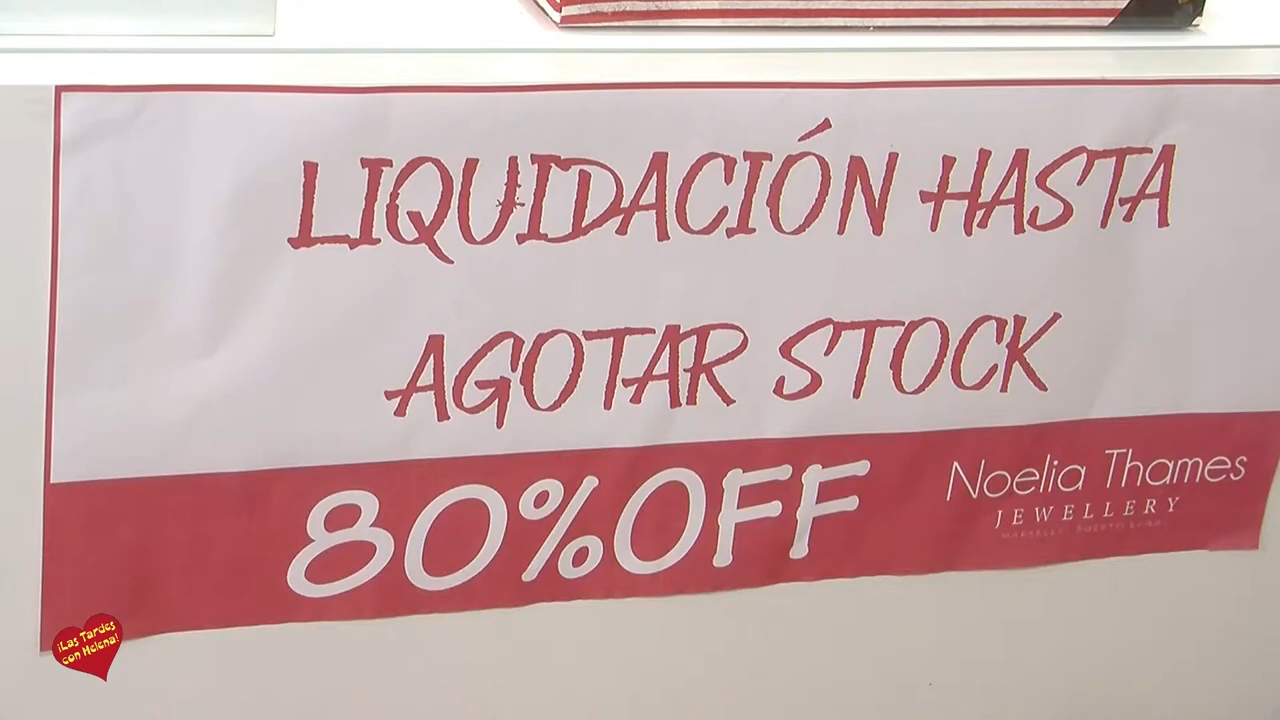 LIQUIDACIÓN HASTA
AGOTAR STOCK
80%OFF
Noelia Thames
JEWELLERY
¡Las Tardes
con Helena!